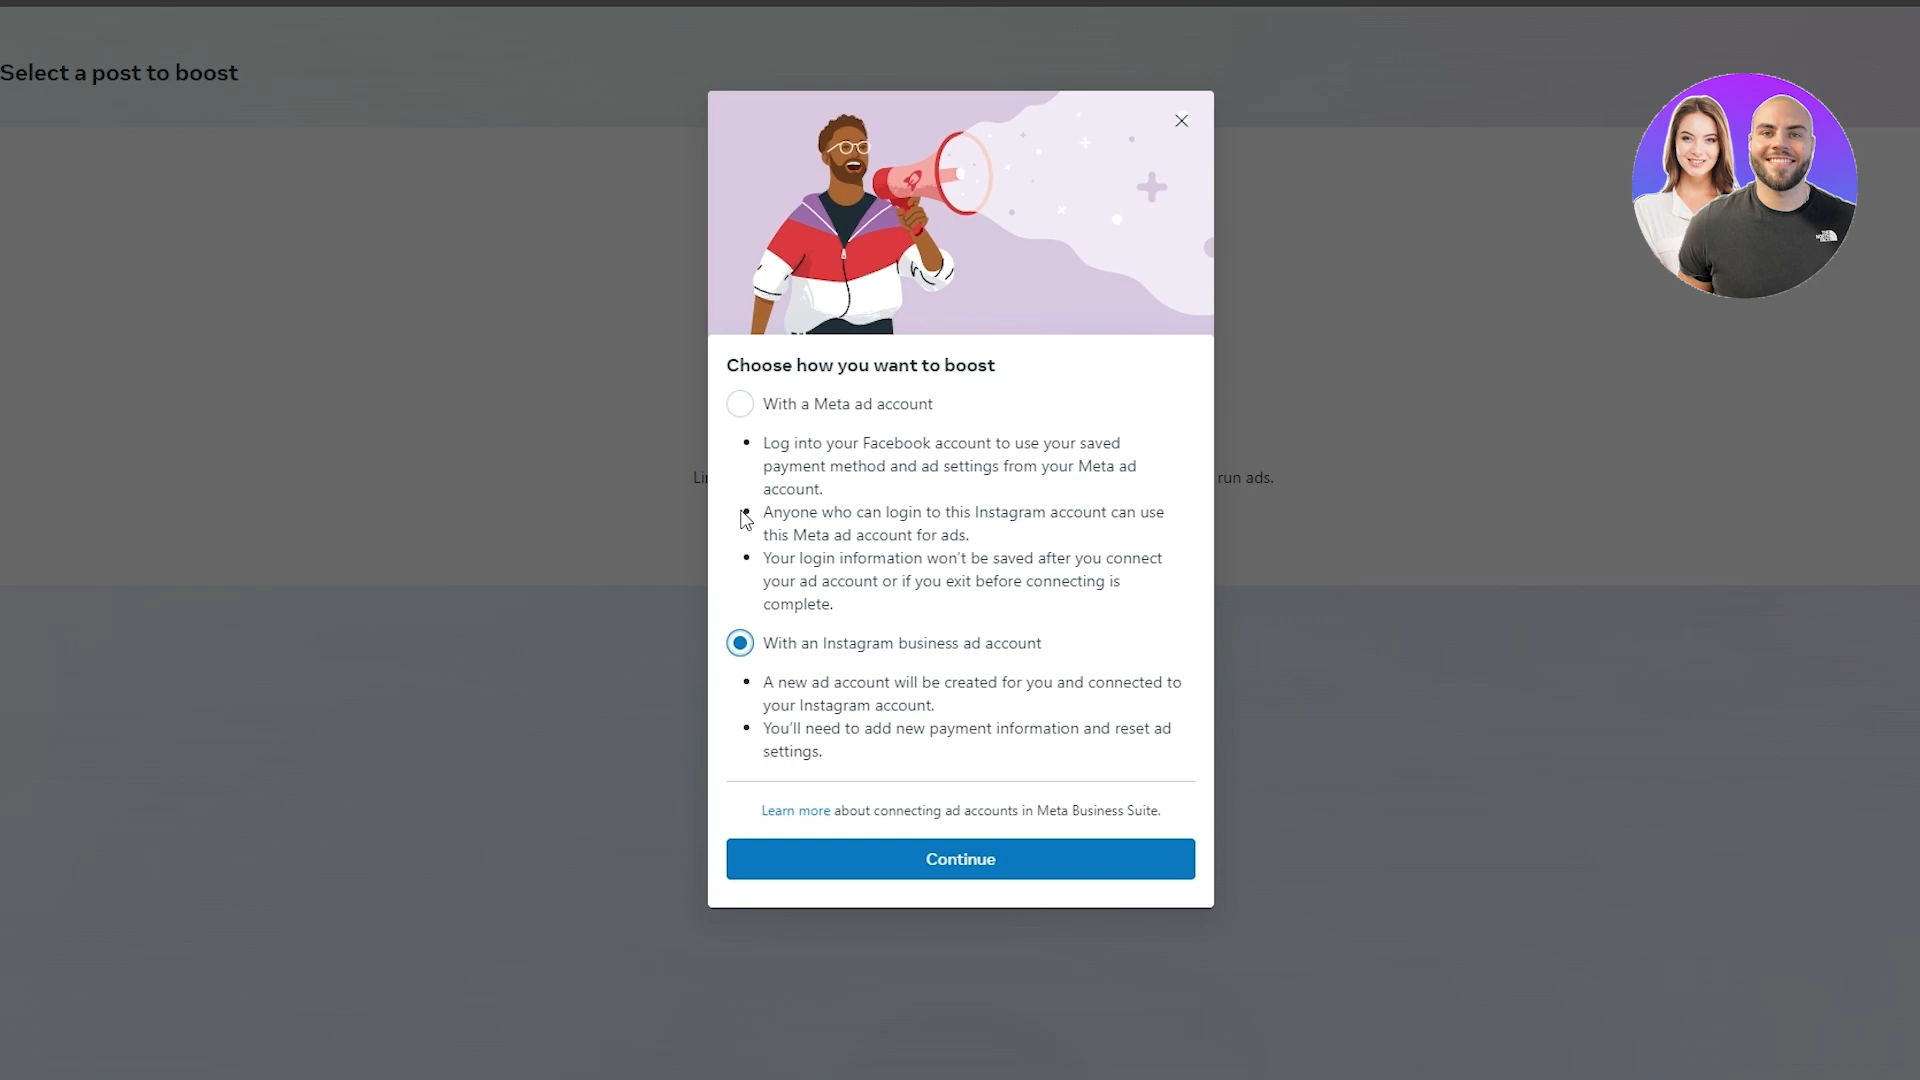 Select a post to boost
Choose how you want to boost
With a Meta ad account
• Log into your Facebook account to use your saved
payment method and ad settings from your Meta ad
account.
Li
run ads.
• Anyone who can login to this Instagram account can use
this Meta ad account for ads.
• Your login information won't be saved after you connect
your ad account or if you exit before connecting is
complete.
With an Instagram business ad account
• A new ad account will be created for you and connected to
your Instagram account.
• You'll need to add new payment information and reset ad
settings.
Learn more about connecting ad accounts in Meta Business Suite.
Continue